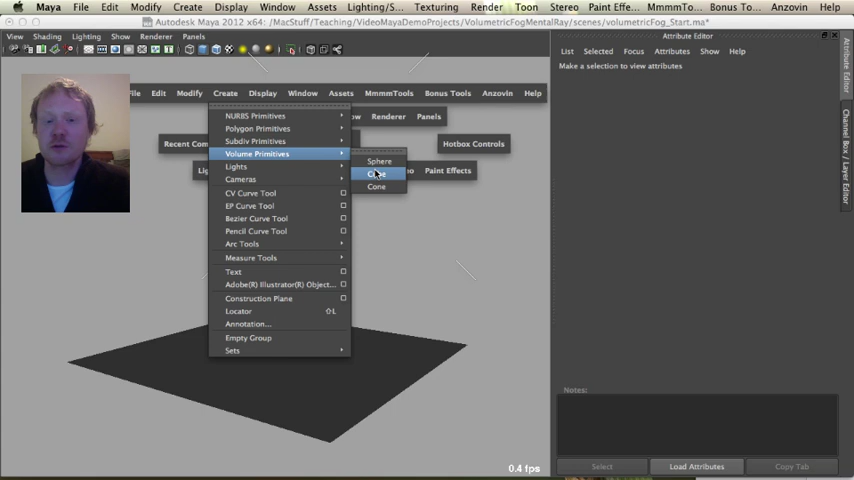 Maya File Edit Modify Create Display Window Assets Lighting/S... Texturing Render Toon Stereo Paint Effe... MmmmTools Bonus To... Anzovin
Autodesk Maya 2012 x64: /MacStuff/Teaching/VideoMayaDemoProjects/VolumetricFogMentalRay/scenes/volumetricFog_Start.ma*
View Shading Lighting Show Renderer Panels
Attribute Editor
List Selected Focus Attributes Show Help
Make a selection to view attributes
File Edit Modify Create Display Window Assets MmmmTools Bonus Tools Anzovin Help
NURBS Primitives
Renderer Panels
Polygon Primitives
Subdiv Primitives
Recent Com
Hotbox Controls
Volume Primitives
Sphere
Lights
Paint Effects
Cameras
Cone
CV Curve Tool
EP Curve Tool
Bezier Curve Tool
Pencil Curve Tool
Arc Tools
Measure Tools
Text
Adobe(R) Illustrator(R) Object...
Construction Plane
Locator ⇧L
Annotation...
Empty Group
Sets
Attribute Editor
Channel Box / Layer Editor
Notes:
0.4 fps
Select Load Attributes Copy Tab